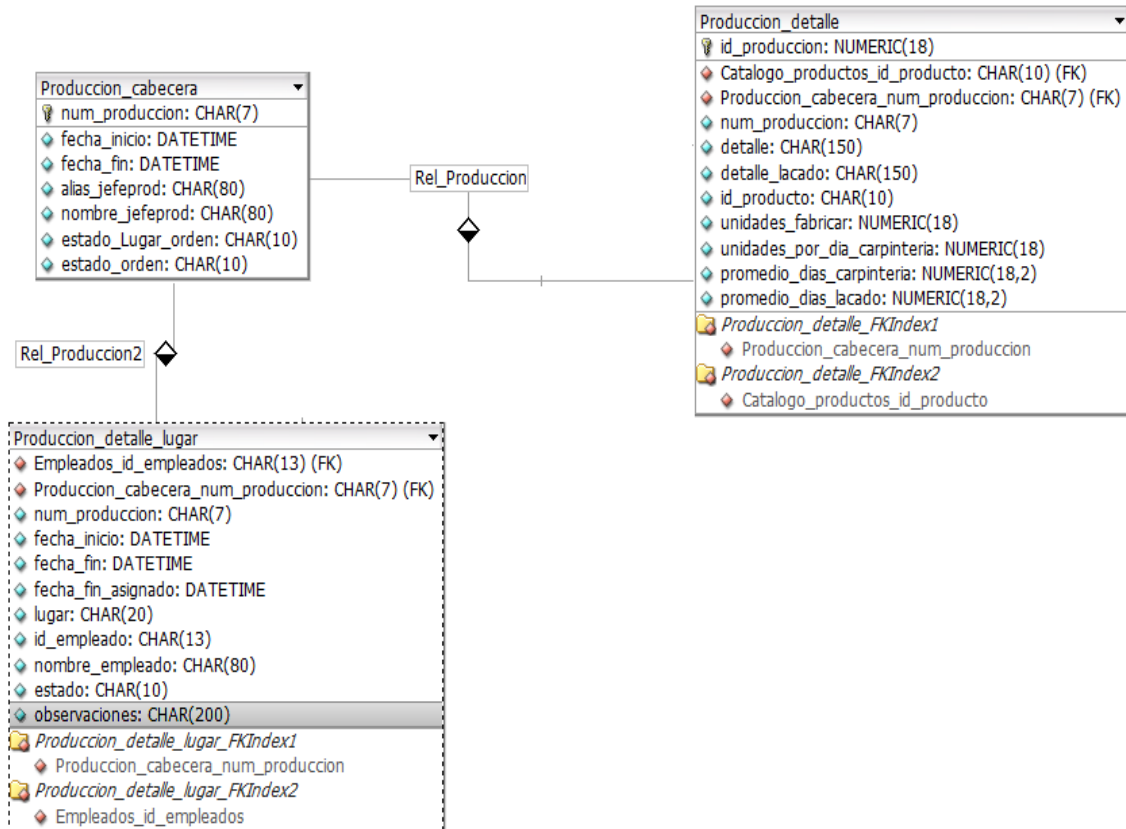 Produccion_cabecera
num_produccion: CHAR(7)
fecha_inicio: DATETIME
fecha_fin: DATETIME
alias_jefeprod: CHAR(80)
nombre_jefeprod: CHAR(80)
estado_Lugar_orden: CHAR(10)
estado_orden: CHAR(10)
Rel_Produccion
Produccion_detalle
id_produccion: NUMERIC(18)
Catalogo_productos_id_producto: CHAR(10) (FK)
Produccion_cabecera_num_produccion: CHAR(7) (FK)
num_produccion: CHAR(7)
detalle: CHAR(150)
detalle_lacado: CHAR(150)
id_producto: CHAR(10)
unidades_fabricar: NUMERIC(18)
unidades_por_dia_carpinteria: NUMERIC(18)
promedio_dias_carpinteria: NUMERIC(18,2)
promedio_dias_lacado: NUMERIC(18,2)
Produccion_detalle_FKIndex1
Produccion_cabecera_num_produccion
Produccion_detalle_FKIndex2
Catalogo_productos_id_producto
Rel_Produccion2
Produccion_detalle_lugar
Empleados_id_empleados: CHAR(13) (FK)
Produccion_cabecera_num_produccion: CHAR(7) (FK)
num_produccion: CHAR(7)
fecha_inicio: DATETIME
fecha_fin: DATETIME
fecha_fin_asignado: DATETIME
lugar: CHAR(20)
id_empleado: CHAR(13)
nombre_empleado: CHAR(80)
estado: CHAR(10)
observaciones: CHAR(200)
Produccion_detalle_lugar_FKIndex1
Produccion_cabecera_num_produccion
Produccion_detalle_lugar_FKIndex2
Empleados_id_empleados